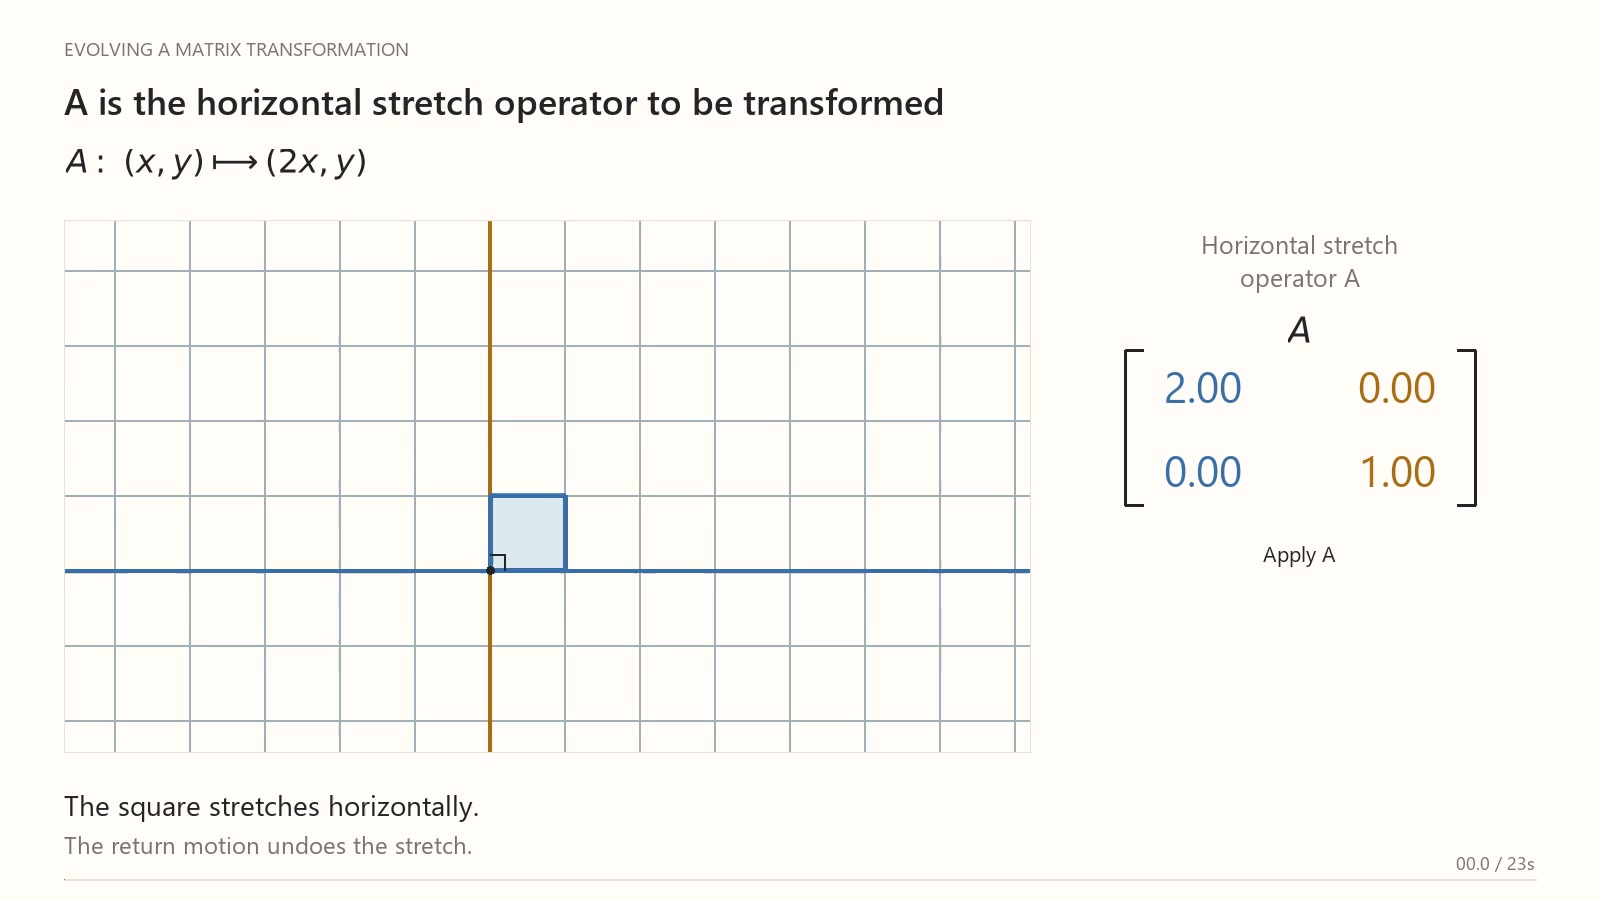 EVOLVING A MATRIX TRANSFORMATION
A is the horizontal stretch operator to be transformed
A : (x, y) ⟼ (2x, y)
Horizontal stretch
operator A
A
2.00 0.00
0.00 1.00
Apply A
The square stretches horizontally.
The return motion undoes the stretch.
00.0 / 23s